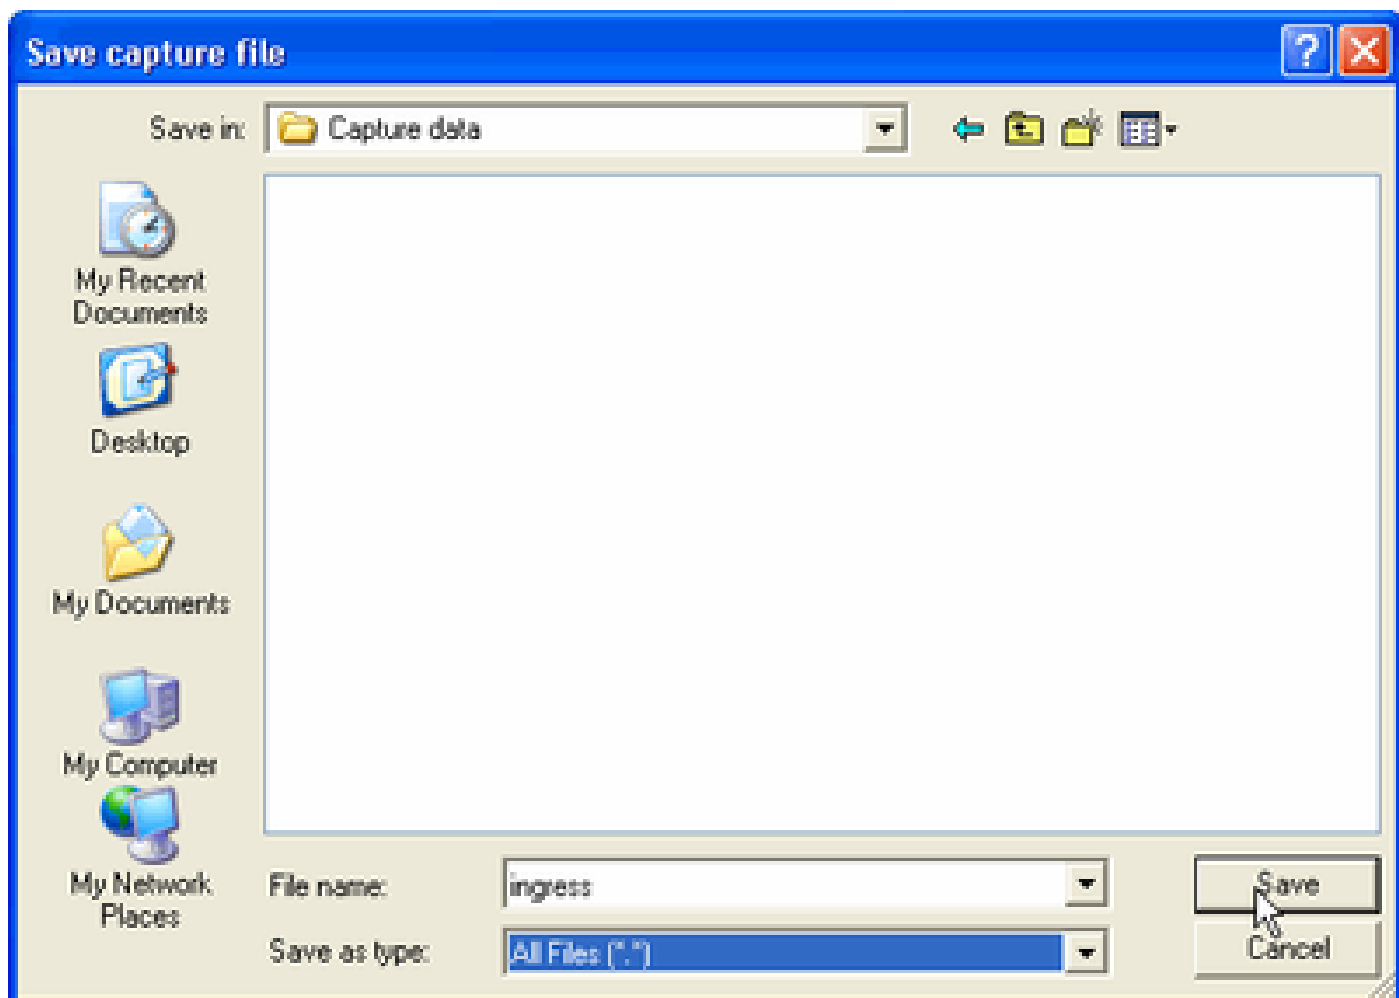 Save capture file
Save in: Capture data
My Recent
Documents
Desktop
My Documents
My Computer
My Network
Places
File name: ingress
Save
Save as type: All Files (*.*)
Cancel